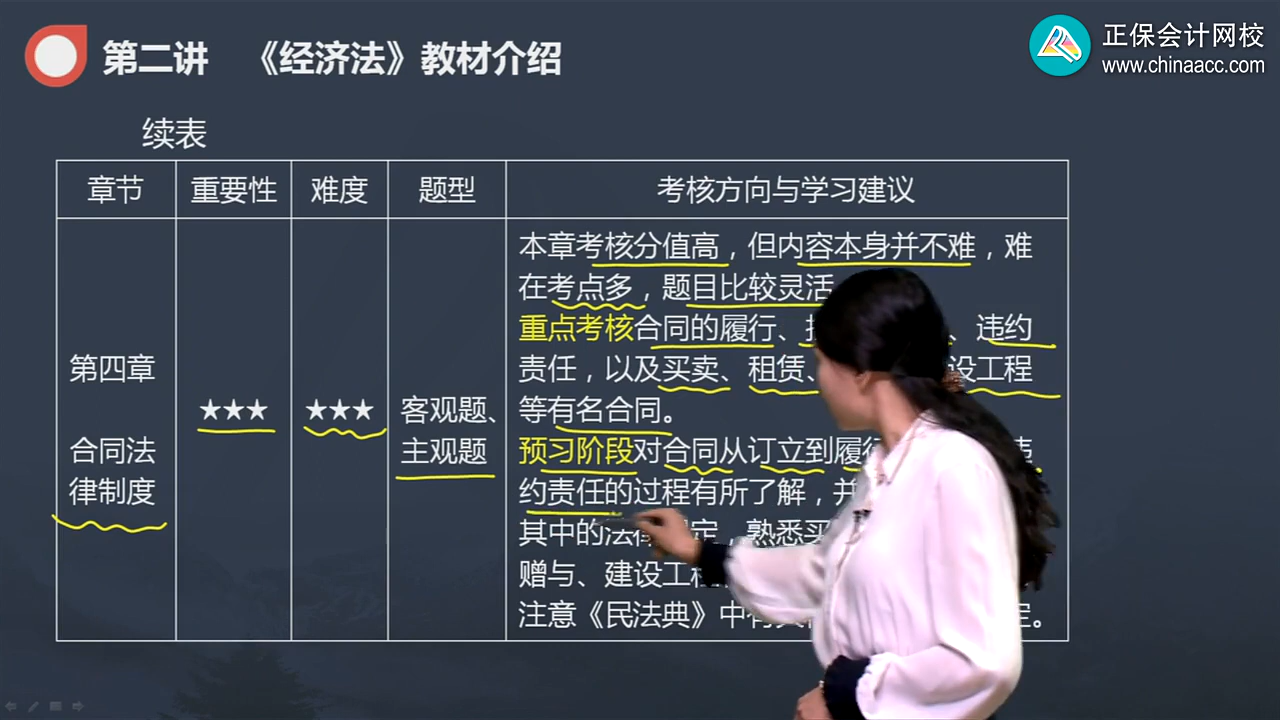 第二讲 《经济法》教材介绍
正保会计网校
www.chinaacc.com
续表
章节 重要性 难度 题型 考核方向与学习建议
第四章
合同法
律制度
★★★
★★★
客观题、
主观题
本章考核分值高，但内容本身并不难，难
在考点多，题目比较灵活
重点考核合同的履行、 、违约
责任，以及买卖、租赁、 设工程
等有名合同。
预习阶段对合同从订立到履行 违
约责任的过程有所了解，并
其中的法律 定，熟悉买
赠与、建设工程
注意《民法典》中有 定。